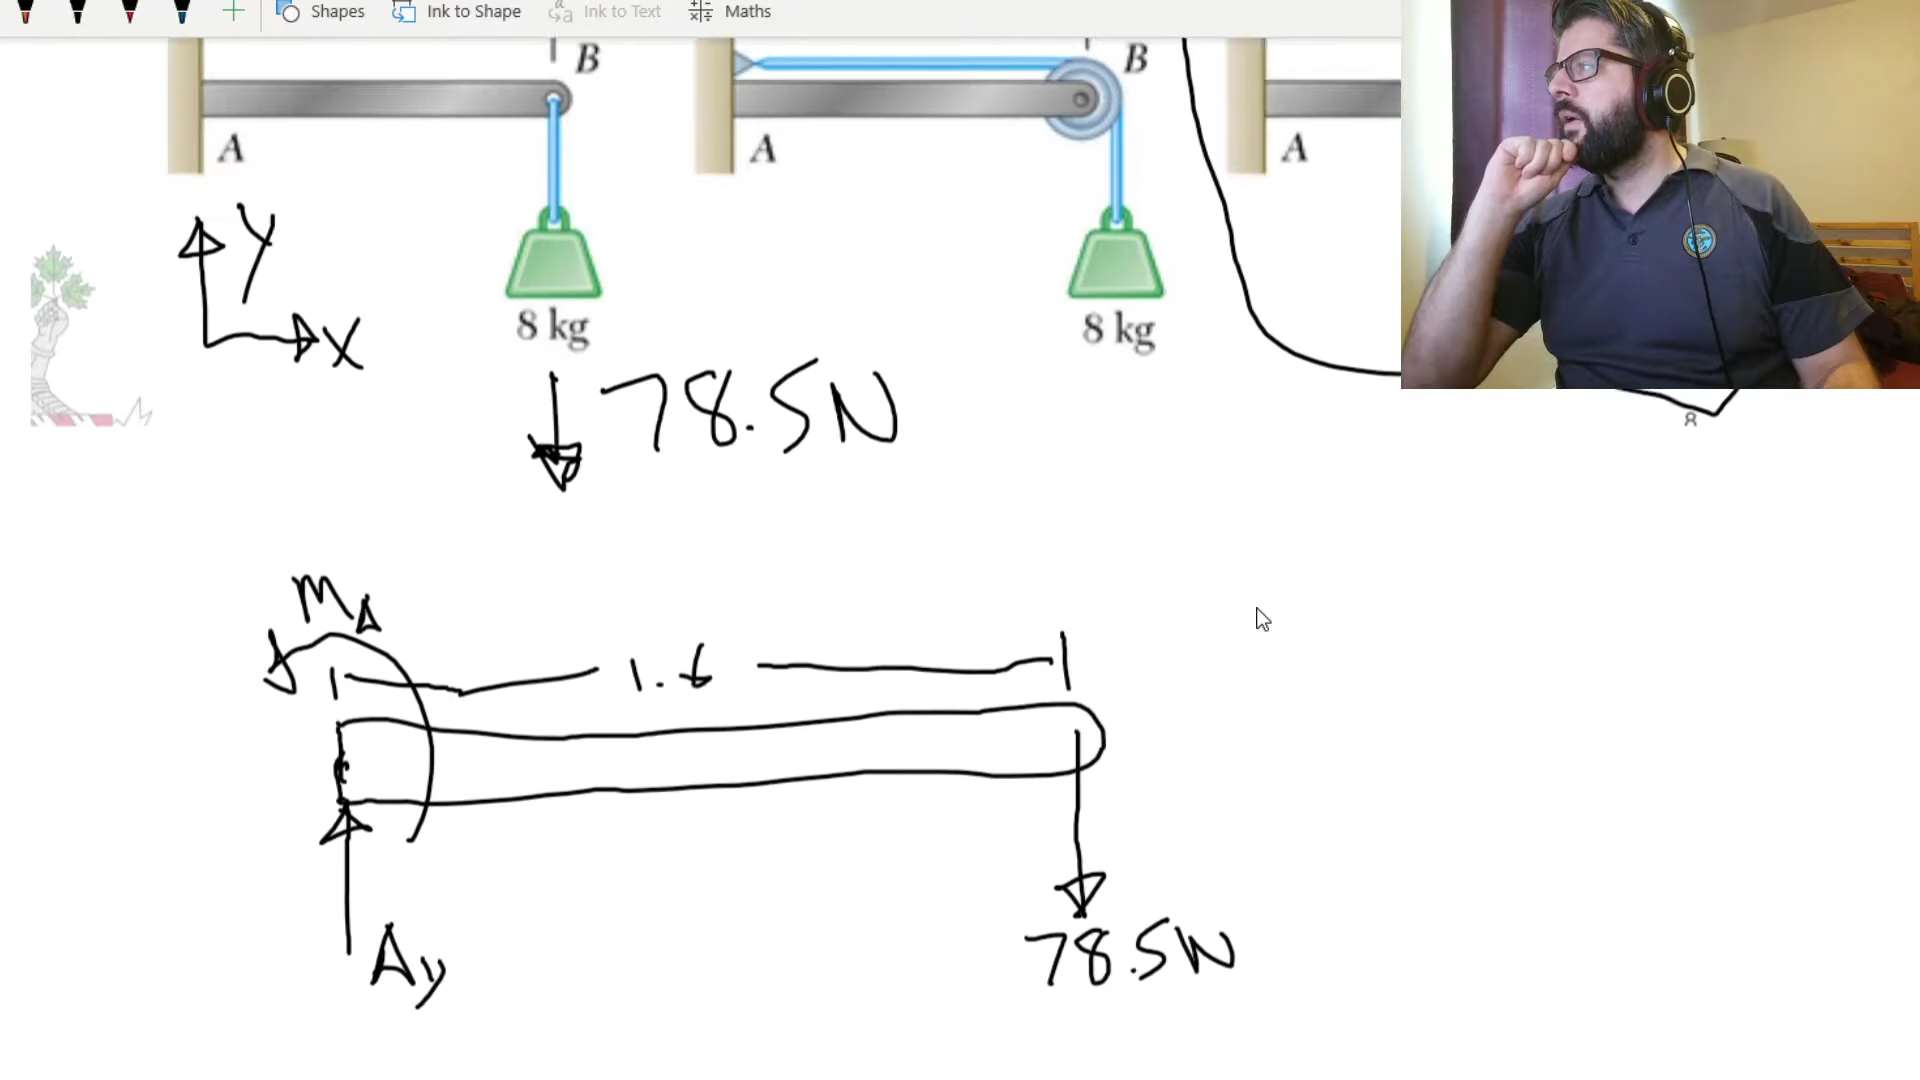 Shapes Ink to Shape Ink to Text Maths
B B
A A A
Y
X
8 kg 8 kg
8
78.5N
MA
1.6
Ay
78.5N